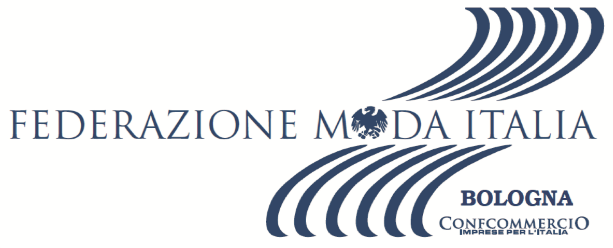 FEDERAZIONE MODA ITALIA
BOLOGNA
CONFCOMMERCIO
IMPRESE PER L'ITALIA